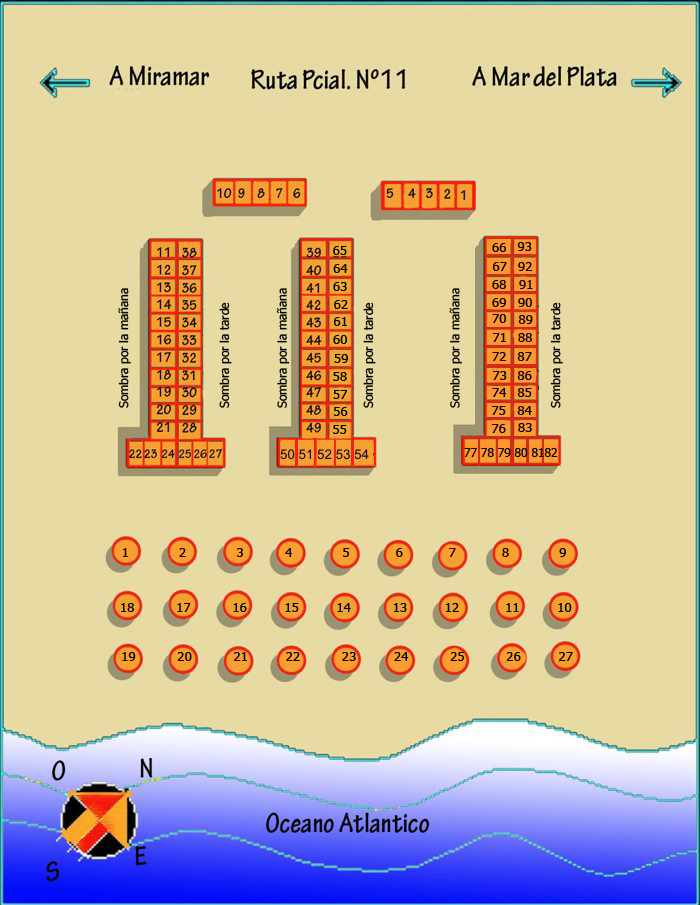 A Miramar Ruta Pcial. Nº11 A Mar del Plata
10 9 8 7 6 5 4 3 2 1
11 38 39 65 66 93
12 37 40 64 67 92
13 36 41 63 68 91
14 35 42 62 69 90
15 34 43 61 70 89
16 33 44 60 71 88
17 32 45 59 72 87
18 31 46 58 73 86
19 30 47 57 74 85
20 29 48 56 75 84
21 28 49 55 76 83
22 23 24 25 26 27 50 51 52 53 54 77 78 79 80 81 82
Sombra por la mañana
Sombra por la tarde
Sombra por la mañana
Sombra por la tarde
Sombra por la mañana
Sombra por la tarde
1 2 3 4 5 6 7 8 9
18 17 16 15 14 13 12 11 10
19 20 21 22 23 24 25 26 27
O N
Oceano Atlantico
S E